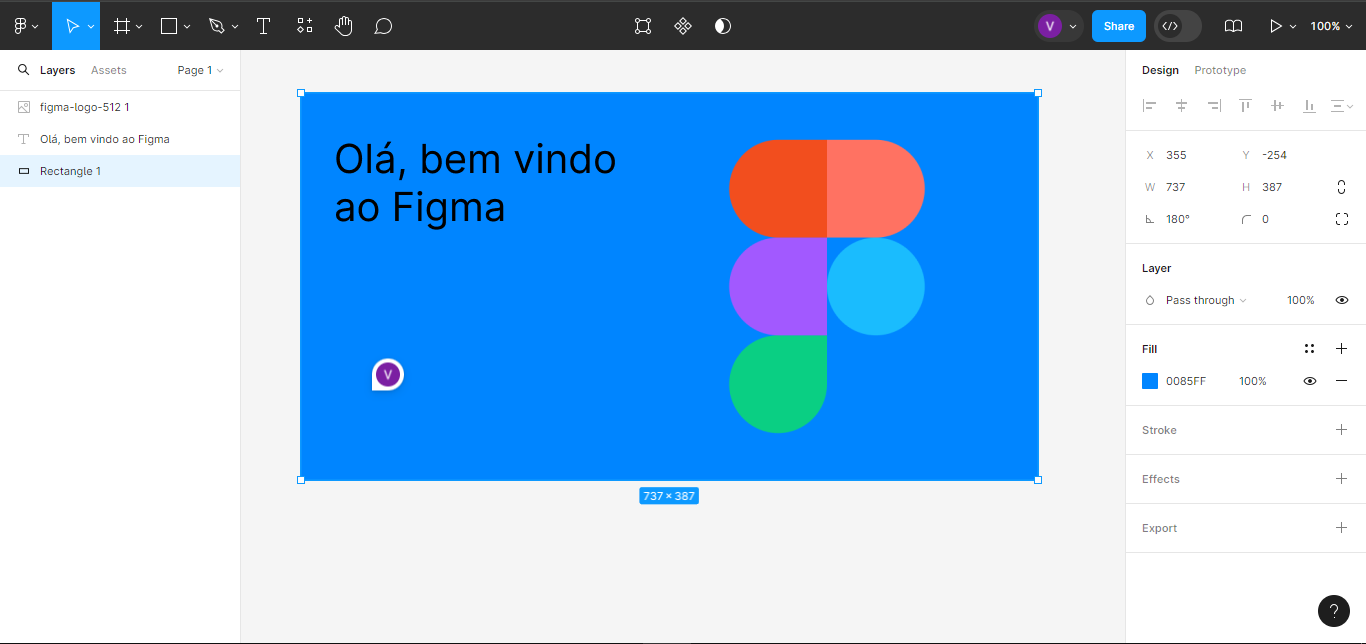 V
Share
100%
Layers
Assets
Page 1
figma-logo-512 1
Olá, bem vindo ao Figma
Rectangle 1
Olá, bem vindo
ao Figma
V
737 × 387
Design
Prototype
X 355
Y -254
W 737
H 387
180°
0
Layer
Pass through
100%
Fill
0085FF
100%
Stroke
Effects
Export
?